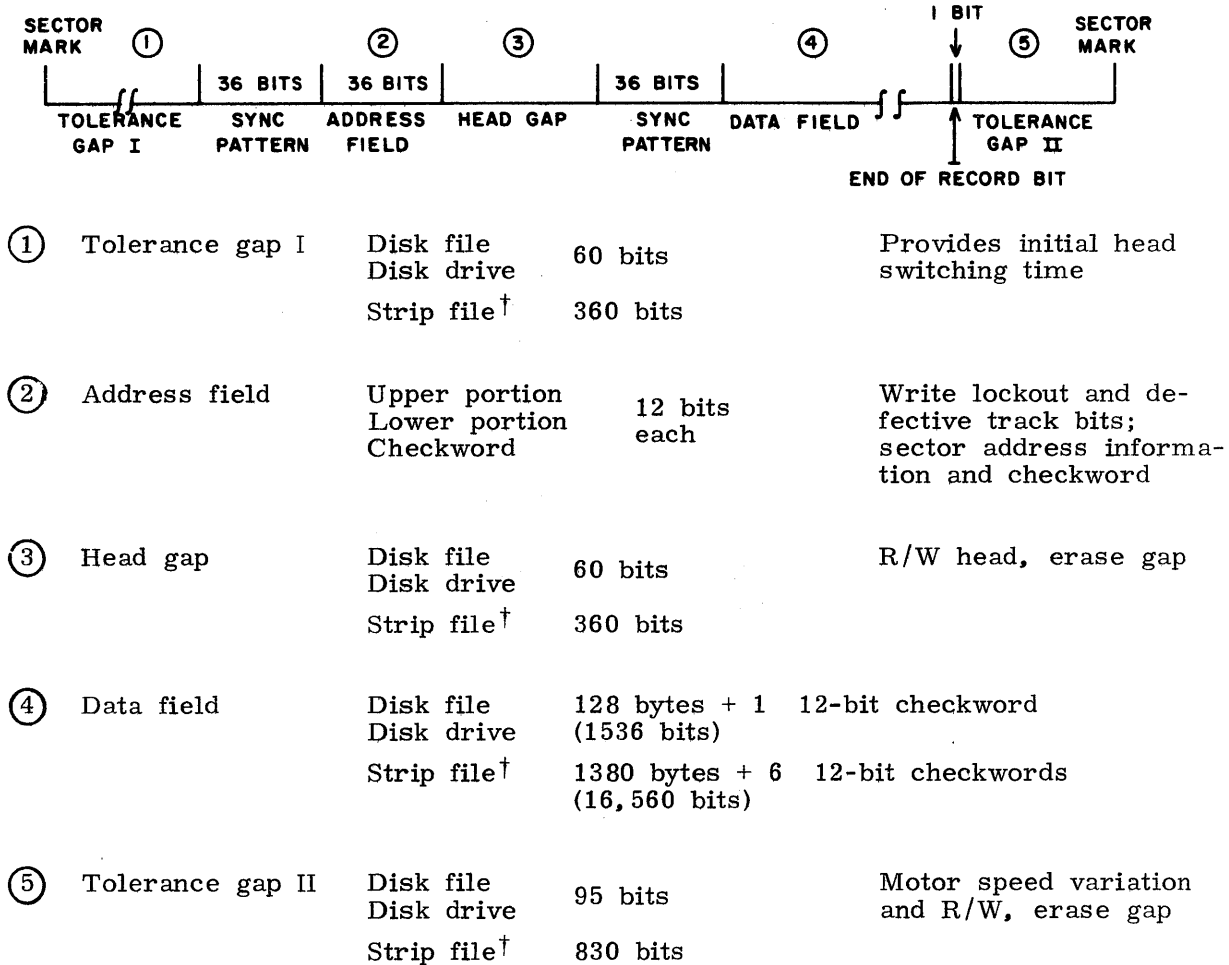 SECTOR MARK ① ② ③ ④ 1 BIT ⑤ SECTOR MARK
36 BITS 36 BITS 36 BITS
TOLERANCE GAP I SYNC PATTERN ADDRESS FIELD HEAD GAP SYNC PATTERN DATA FIELD TOLERANCE GAP II
END OF RECORD BIT
① Tolerance gap I Disk file Provides initial head
Disk drive 60 bits switching time
Strip file† 360 bits
② Address field Upper portion Write lockout and de-
Lower portion 12 bits fective track bits;
Checkword each sector address informa-
tion and checkword
③ Head gap Disk file R/W head, erase gap
Disk drive 60 bits
Strip file† 360 bits
④ Data field Disk file 128 bytes + 1 12-bit checkword
Disk drive (1536 bits)
Strip file† 1380 bytes + 6 12-bit checkwords
(16,560 bits)
⑤ Tolerance gap II Disk file Motor speed variation
Disk drive 95 bits and R/W, erase gap
Strip file† 830 bits